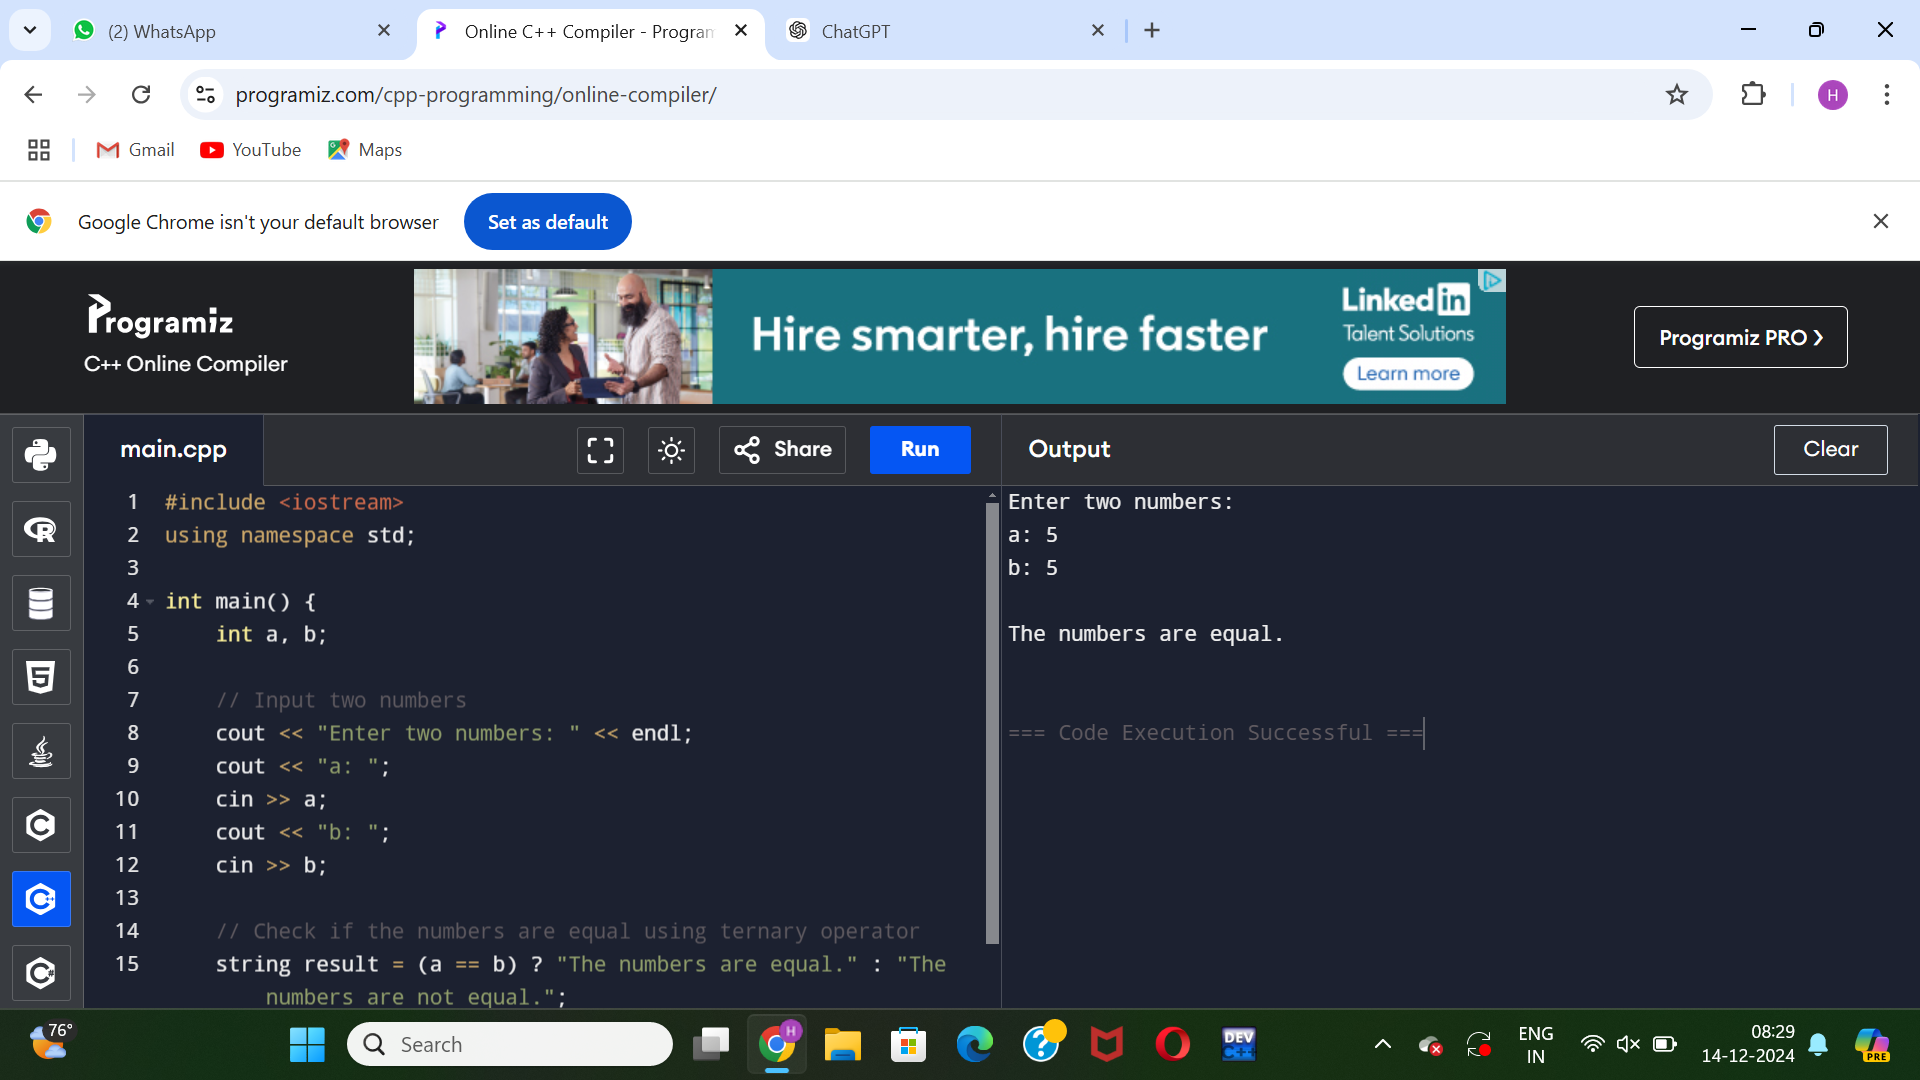 (2) WhatsApp
Online C++ Compiler - Program
ChatGPT
programiz.com/cpp-programming/online-compiler/
H
Gmail
YouTube
Maps
Google Chrome isn't your default browser
Set as default
Programiz
C++ Online Compiler
Hire smarter, hire faster
Linked in
Talent Solutions
Learn more
Programiz PRO ❯
main.cpp
Share
Run
Output
Clear
1 #include <iostream>
2 using namespace std;
3
4 int main() {
5 int a, b;
6
7 // Input two numbers
8 cout << "Enter two numbers: " << endl;
9 cout << "a: ";
10 cin >> a;
11 cout << "b: ";
12 cin >> b;
13
14 // Check if the numbers are equal using ternary operator
15 string result = (a == b) ? "The numbers are equal." : "The
numbers are not equal.";
Enter two numbers:
a: 5
b: 5
The numbers are equal.
=== Code Execution Successful ===
76°
Search
H
DEV
C++
ENG
IN
08:29
14-12-2024
PRE